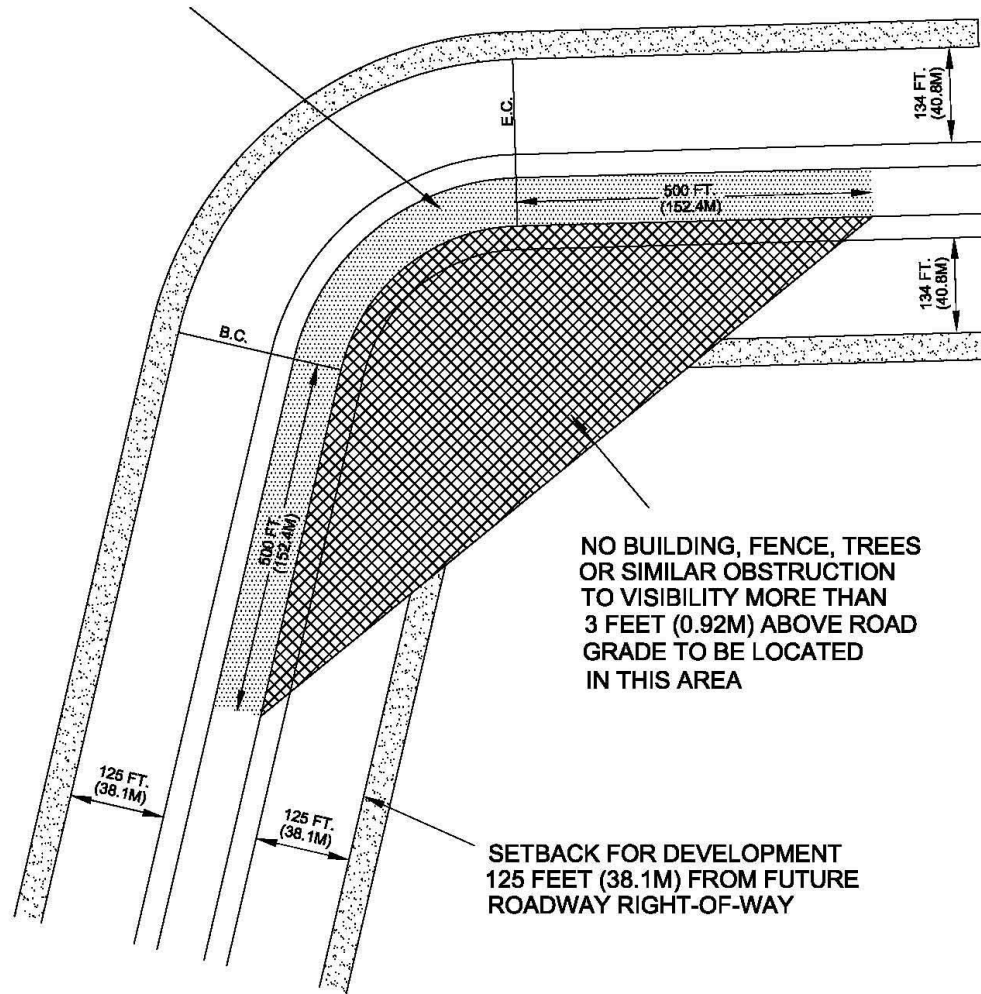 E.C.
134 FT.
(40.8M)
500 FT.
(152.4M)
134 FT.
(40.8M)
B.C.
500 FT.
(152.4M)
NO BUILDING, FENCE, TREES
OR SIMILAR OBSTRUCTION
TO VISIBILITY MORE THAN
3 FEET (0.92M) ABOVE ROAD
GRADE TO BE LOCATED
IN THIS AREA
125 FT.
(38.1M)
125 FT.
(38.1M)
SETBACK FOR DEVELOPMENT
125 FEET (38.1M) FROM FUTURE
ROADWAY RIGHT-OF-WAY